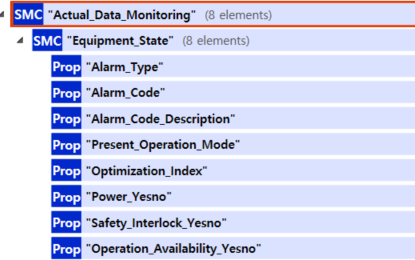 SMC "Actual_Data_Monitoring" (8 elements)
SMC "Equipment_State" (8 elements)
Prop "Alarm_Type"
Prop "Alarm_Code"
Prop "Alarm_Code_Description"
Prop "Present_Operation_Mode"
Prop "Optimization_Index"
Prop "Power_Yesno"
Prop "Safety_Interlock_Yesno"
Prop "Operation_Availability_Yesno"